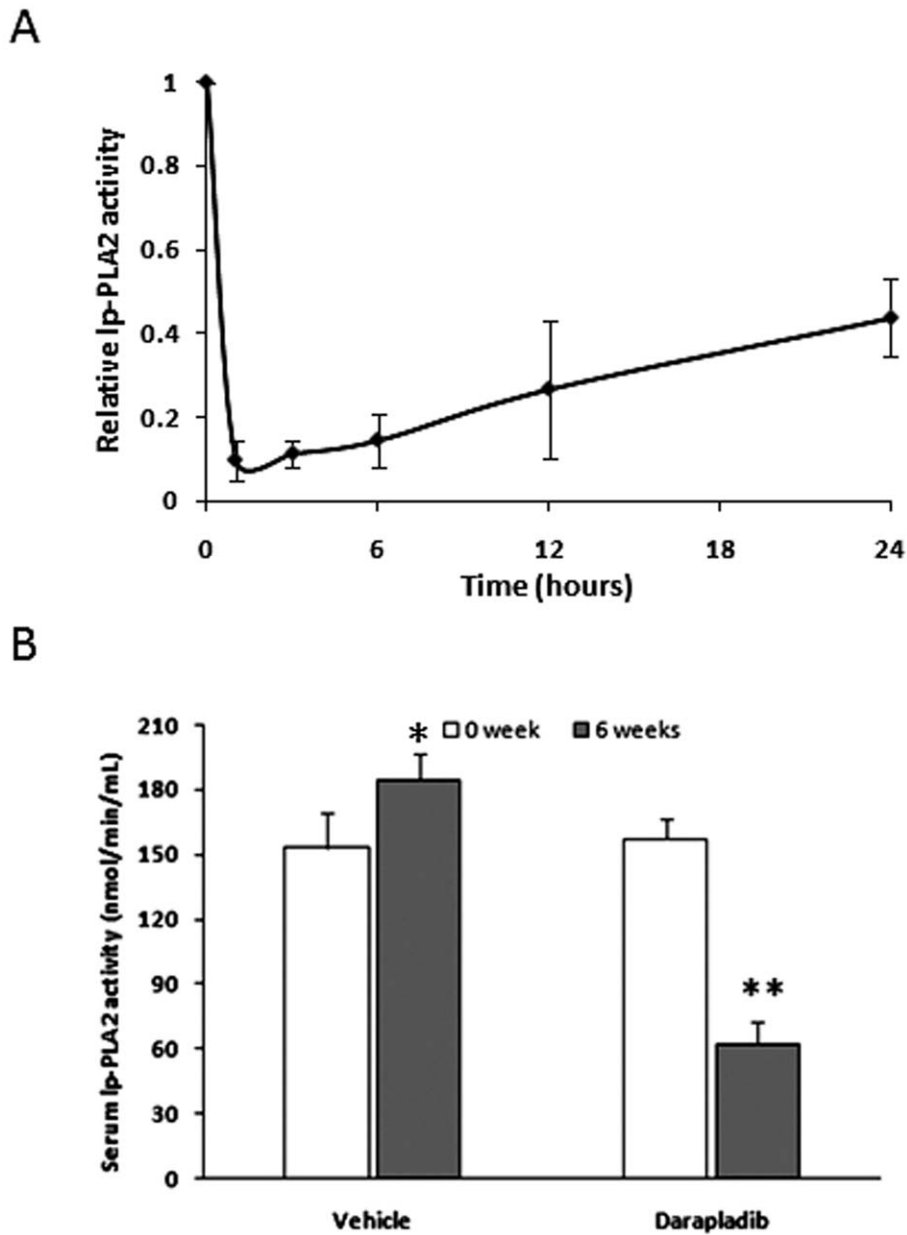 A
1
0.8
0.6
0.4
0.2
0
Relative lp-PLA2 activity
0 6 12 18 24
Time (hours)
B
210
180
150
120
90
60
30
0
Serum lp-PLA2 activity (nmol/min/mL)
* 0 week 6 weeks
**
Vehicle Darapladib